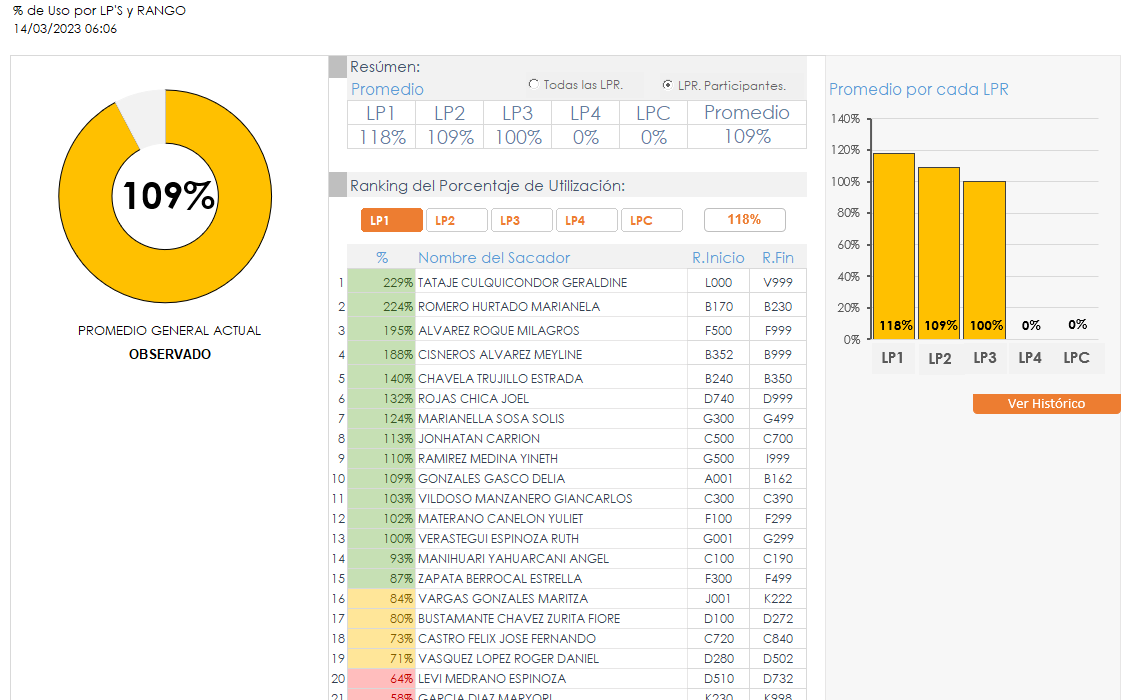 % de Uso por LP'S y RANGO
14/03/2023 06:06
109%
PROMEDIO GENERAL ACTUAL
OBSERVADO
Resúmen:
Promedio
Todas las LPR.
LPR. Participantes.
LP1 LP2 LP3 LP4 LPC Promedio
118% 109% 100% 0% 0% 109%
Ranking del Porcentaje de Utilización:
LP1 LP2 LP3 LP4 LPC 118%
% Nombre del Sacador R.Inicio R.Fin
1 229% TATAJE CULQUICONDOR GERALDINE L000 V999
2 224% ROMERO HURTADO MARIANELA B170 B230
3 195% ALVAREZ ROQUE MILAGROS F500 F999
4 188% CISNEROS ALVAREZ MEYLINE B352 B999
5 140% CHAVELA TRUJILLO ESTRADA B240 B350
6 132% ROJAS CHICA JOEL D740 D999
7 124% MARIANELLA SOSA SOLIS G300 G499
8 113% JONHATAN CARRION C500 C700
9 110% RAMIREZ MEDINA YINETH G500 I999
10 109% GONZALES GASCO DELIA A001 B162
11 103% VILDOSO MANZANERO GIANCARLOS C300 C390
12 102% MATERANO CANELON YULIET F100 F299
13 100% VERASTEGUI ESPINOZA RUTH G001 G299
14 93% MANIHUARI YAHUARCANI ANGEL C100 C190
15 87% ZAPATA BERROCAL ESTRELLA F300 F499
16 84% VARGAS GONZALES MARITZA J001 K222
17 80% BUSTAMANTE CHAVEZ ZURITA FIORE D100 D272
18 73% CASTRO FELIX JOSE FERNANDO C720 C840
19 71% VASQUEZ LOPEZ ROGER DANIEL D280 D502
20 64% LEVI MEDRANO ESPINOZA D510 D732
21 58% GARCIA DIAZ MARYORI K230 K998
Promedio por cada LPR
140%
120%
100%
80%
60%
40%
20%
0%
118% 109% 100% 0% 0%
LP1 LP2 LP3 LP4 LPC
Ver Histórico